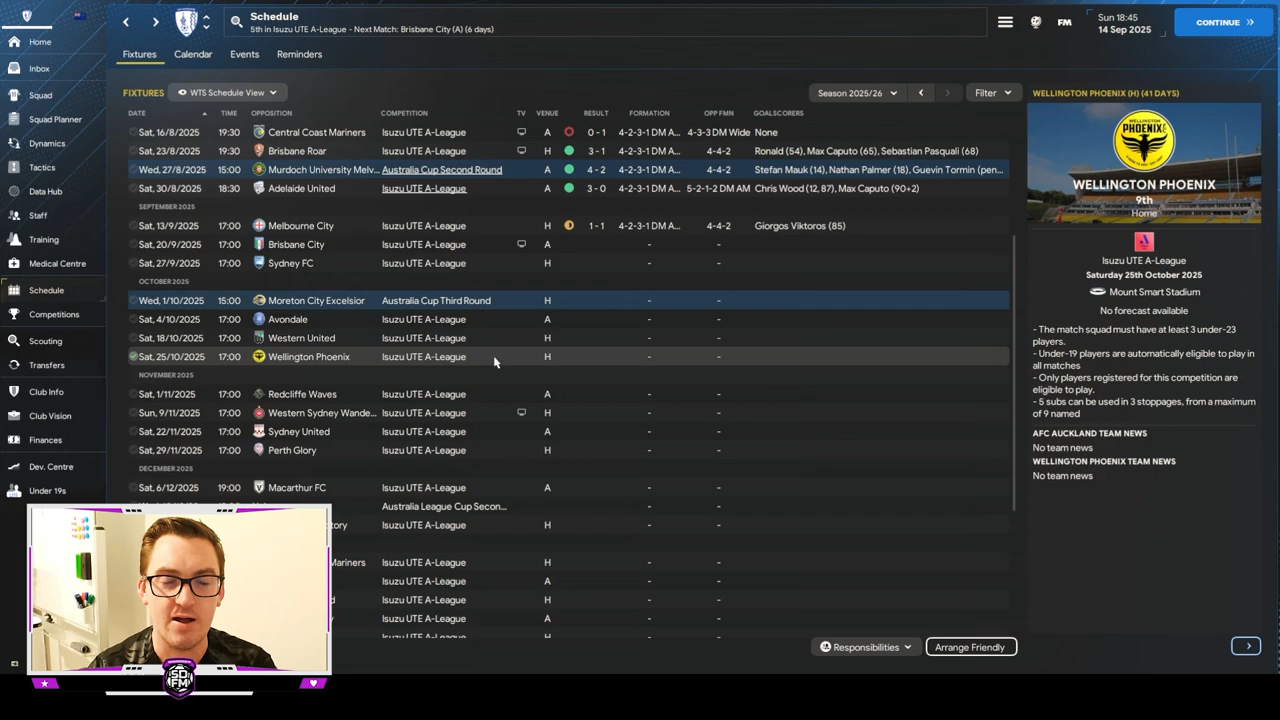 Schedule
5th in Isuzu UTE A-League - Next Match: Brisbane City (A) (6 days)
FM
Sun 18:45
14 Sep 2025
CONTINUE
Home
Inbox
Squad
Squad Planner
Dynamics
Tactics
Data Hub
Staff
Training
Medical Centre
Schedule
Competitions
Scouting
Transfers
Club Info
Club Vision
Finances
Dev. Centre
Under 19s
Fixtures Calendar Events Reminders
FIXTURES WTS Schedule View Season 2025/26 Filter
DATE TIME OPPOSITION COMPETITION TV VENUE RESULT FORMATION OPP FMN GOALSCORERS
Sat, 16/8/2025 19:30 Central Coast Mariners Isuzu UTE A-League A 0 - 1 4-2-3-1 DM A... 4-3-3 DM Wide None
Sat, 23/8/2025 19:30 Brisbane Roar Isuzu UTE A-League H 3 - 1 4-2-3-1 DM A... 4-4-2 Ronald (54), Max Caputo (65), Sebastian Pasquali (68)
Wed, 27/8/2025 15:00 Murdoch University Melv... Australia Cup Second Round A 4 - 2 4-2-3-1 DM A... 4-4-2 Stefan Mauk (14), Nathan Palmer (18), Guevin Tormin (pen...
Sat, 30/8/2025 18:30 Adelaide United Isuzu UTE A-League A 3 - 0 4-2-3-1 DM A... 5-2-1-2 DM AM Chris Wood (12, 87), Max Caputo (90+2)
SEPTEMBER 2025
Sat, 13/9/2025 17:00 Melbourne City Isuzu UTE A-League H 1 - 1 4-2-3-1 DM A... 4-4-2 Giorgos Viktoros (85)
Sat, 20/9/2025 17:00 Brisbane City Isuzu UTE A-League A - -
Sat, 27/9/2025 17:00 Sydney FC Isuzu UTE A-League H - -
OCTOBER 2025
Wed, 1/10/2025 15:00 Moreton City Excelsior Australia Cup Third Round H - -
Sat, 4/10/2025 17:00 Avondale Isuzu UTE A-League A - -
Sat, 18/10/2025 17:00 Western United Isuzu UTE A-League H - -
Sat, 25/10/2025 17:00 Wellington Phoenix Isuzu UTE A-League H - -
NOVEMBER 2025
Sat, 1/11/2025 17:00 Redcliffe Waves Isuzu UTE A-League A - -
Sun, 9/11/2025 17:00 Western Sydney Wande... Isuzu UTE A-League H - -
Sat, 22/11/2025 17:00 Sydney United Isuzu UTE A-League A - -
Sat, 29/11/2025 17:00 Perth Glory Isuzu UTE A-League H - -
DECEMBER 2025
Sat, 6/12/2025 19:00 Macarthur FC Isuzu UTE A-League A - -
Australia League Cup Secon... - -
tory Isuzu UTE A-League H - -
Mariners Isuzu UTE A-League H - -
Isuzu UTE A-League A - -
d Isuzu UTE A-League H - -
y Isuzu UTE A-League A - -
Isuzu UTE A-League H
Responsibilities Arrange Friendly
WELLINGTON PHOENIX (H) (41 DAYS)
WELLINGTON
PHOENIX FC
WELLINGTON PHOENIX
9th
Home
Isuzu UTE A-League
Saturday 25th October 2025
Mount Smart Stadium
No forecast available
- The match squad must have at least 3 under-23
players.
- Under-19 players are automatically eligible to play in
all matches
- Only players registered for this competition are
eligible to play.
- 5 subs can be used in 3 stoppages, from a maximum
of 9 named
AFC AUCKLAND TEAM NEWS
No team news
WELLINGTON PHOENIX TEAM NEWS
No team news
SD
FM